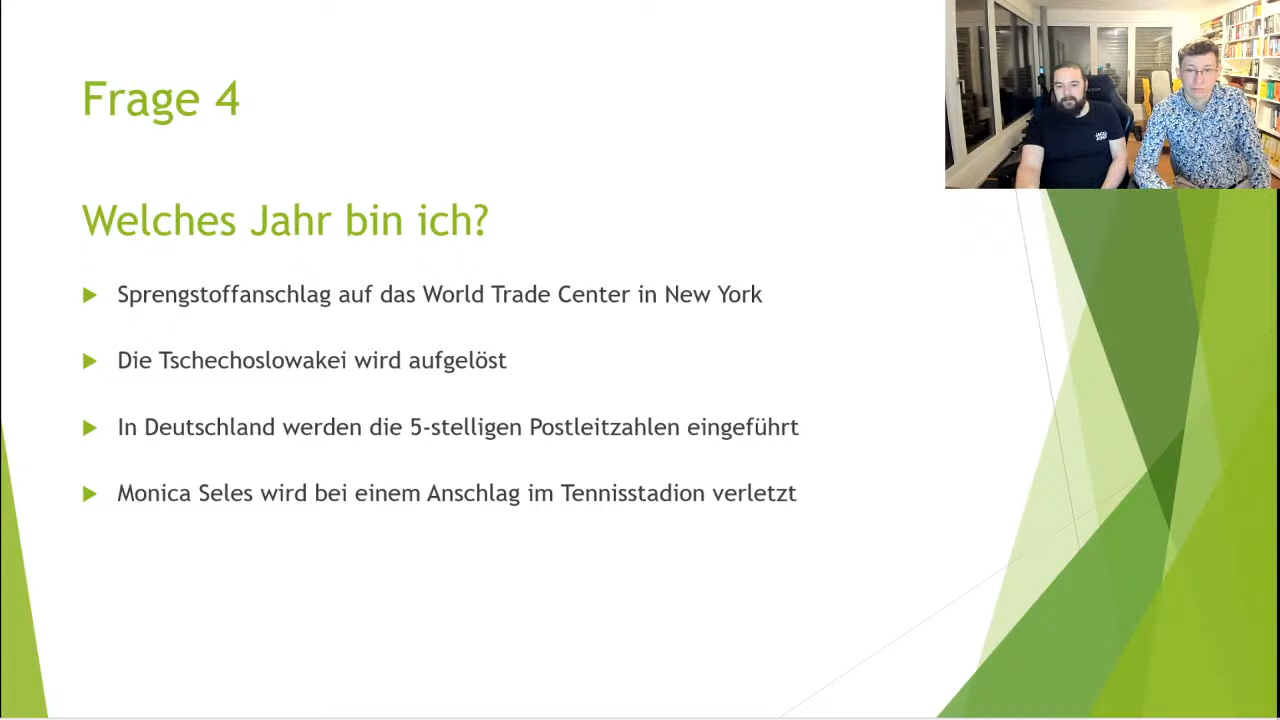 Frage 4
Welches Jahr bin ich?
Sprengstoffanschlag auf das World Trade Center in New York
Die Tschechoslowakei wird aufgelöst
In Deutschland werden die 5-stelligen Postleitzahlen eingeführt
Monica Seles wird bei einem Anschlag im Tennisstadion verletzt